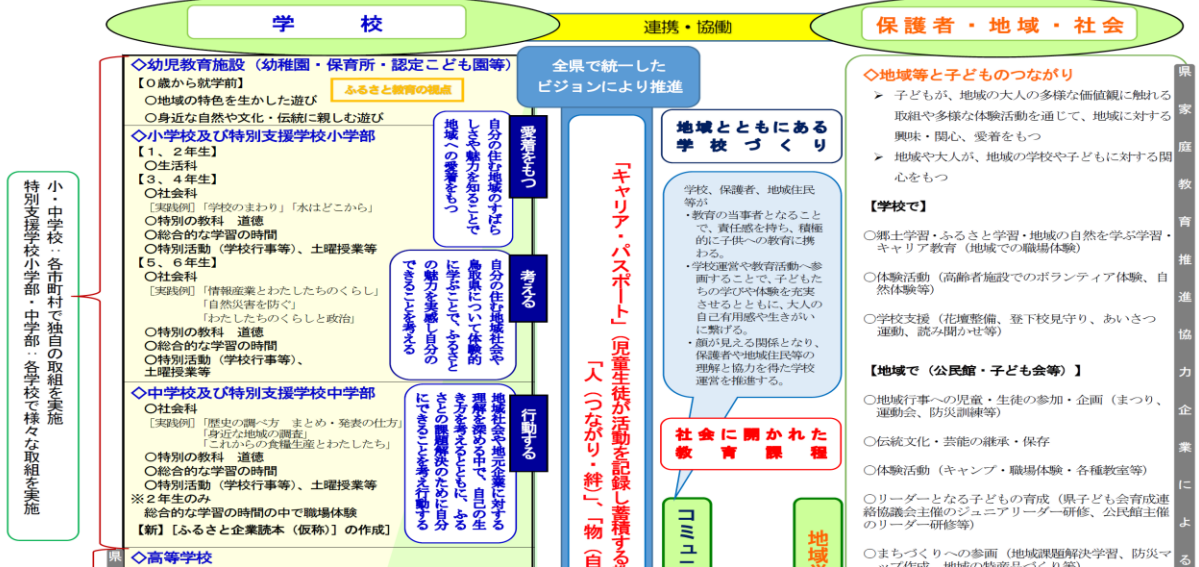 学校
連携・協働
保護者・地域・社会
小・中学校：各市町村で独自の取組を実施
特別支援学校小学部・中学部：各学校で様々な取組を実施
◇幼児教育施設（幼稚園・保育所・認定こども園等）
【０歳から就学前】
ふるさと教育の視点
○地域の特色を生かした遊び
○身近な自然や文化・伝統に親しむ遊び
◇小学校及び特別支援学校小学部
【１、２年生】
○生活科
【３、４年生】
○社会科
［実践例］「学校のまわり」「水はどこから」
○特別の教科　道徳
○総合的な学習の時間
○特別活動（学校行事等）、土曜授業等
【５、６年生】
○社会科
［実践例］「情報産業とわたしたちのくらし」
「自然災害を防ぐ」
「わたしたちのくらしと政治」
○特別の教科　道徳
○総合的な学習の時間
○特別活動（学校行事等）、
土曜授業等
◇中学校及び特別支援学校中学部
○社会科
［実践例］「歴史の調べ方　まとめ・発表の仕方」
「身近な地域の調査」
「これからの食糧生産とわたしたち」
○特別の教科　道徳
○総合的な学習の時間
○特別活動（学校行事等）、土曜授業等
※２年生のみ
総合的な学習の時間の中で職場体験
【新】［ふるさと企業読本（仮称）］の作成】
県
◇高等学校
愛着をもつ
自分の住む地域のすばら
しさや魅力を知ることで
地域への愛着をもつ
考える
自分の住む地域社会や
鳥取県について体験的
に学ぶことで、ふるさと
の魅力を実感し自分の
できることを考える
行動する
地域社会や地元企業に対する
理解を深める中で、自己の生
き方を考えるとともに、ふる
さとの課題解決のために自分
にできることを考え行動する
全県で統一した
ビジョンにより推進
「キャリア・パスポート」（児童生徒が活動を記録し蓄積する
「人（つながり・絆）」、「物（自
地域とともにある
学校づくり
学校、保護者、地域住民
等が
・教育の当事者となること
で、責任感を持ち、積極
的に子供への教育に携
わる。
・学校運営や教育活動へ参
画することで、子どもた
ちの学びや体験を充実
させるとともに、大人の
自己有用感や生きがい
に繋げる。
・顔が見える関係となり、
保護者や地域住民等の
理解と協力を得た学校
運営を推進する。
社会に開かれた
教育課程
コミュ
地域
◇地域等と子どものつながり
➢ 子どもが、地域の大人の多様な価値観に触れる
取組や多様な体験活動を通じて、地域に対する
興味・関心、愛着をもつ
➢ 地域や大人が、地域の学校や子どもに対する関
心をもつ
【学校で】
○郷土学習・ふるさと学習・地域の自然を学ぶ学習・
キャリア教育（地域での職場体験）
○体験活動（高齢者施設でのボランティア体験、自
然体験等）
○学校支援（花壇整備、登下校見守り、あいさつ
運動、読み聞かせ等）
【地域で（公民館・子ども会等）】
○地域行事への児童・生徒の参加・企画（まつり、
運動会、防災訓練等）
○伝統文化・芸能の継承・保存
○体験活動（キャンプ・職場体験・各種教室等）
○リーダーとなる子どもの育成（県子ども会育成連
絡協議会主催のジュニアリーダー研修、公民館主催
のリーダー研修等）
○まちづくりへの参画（地域課題解決学習、防災マ
ップ作成、地域の特産品づくり等）
県家庭教育推進協力企業による